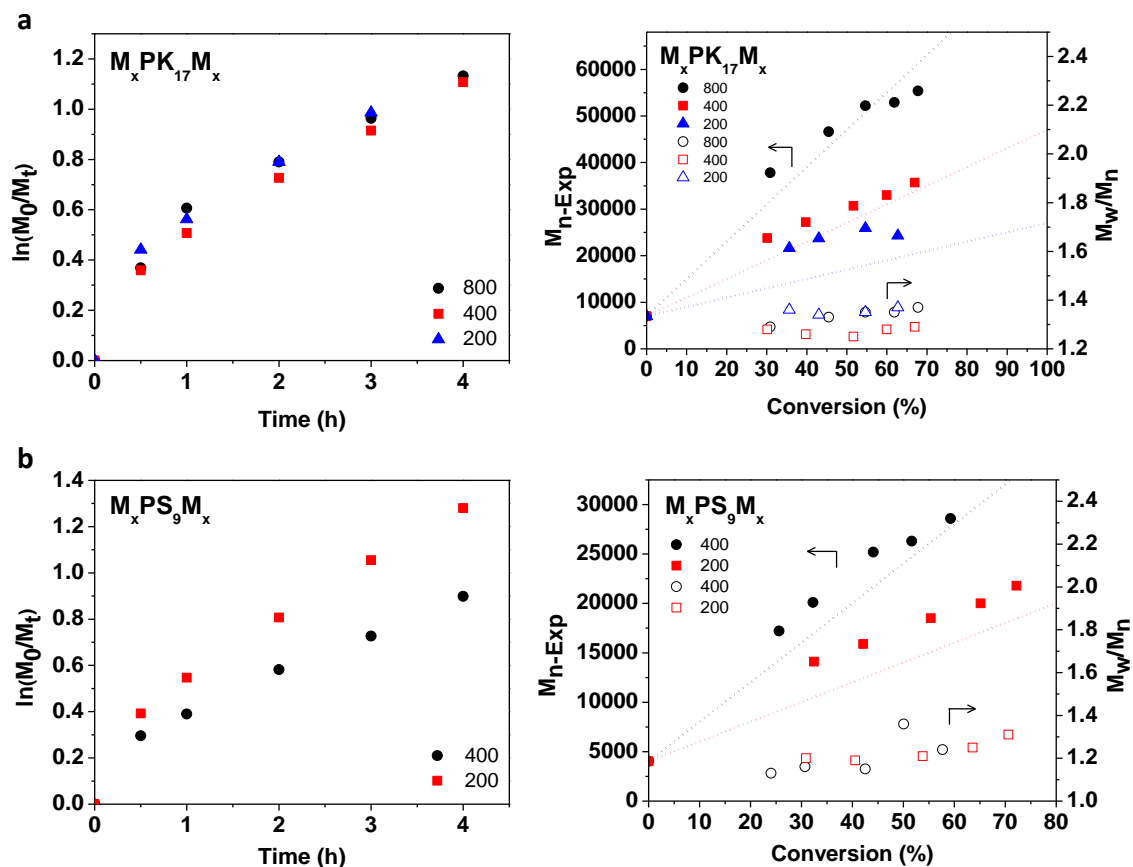 a
MₓPK₁₇Mₓ
ln(M₀/Mₜ)
1.2
1.0
0.8
0.6
0.4
0.2
0.0
800
400
200
0 1 2 3 4
Time (h)
MₓPK₁₇Mₓ
800
400
200
800
400
200
Mn-Exp
60000
50000
40000
30000
20000
10000
0
2.4
2.2
2.0
1.8
1.6
1.4
1.2
Mw/Mn
0 10 20 30 40 50 60 70 80 90 100
Conversion (%)
b
MₓPS₉Mₓ
ln(M₀/Mₜ)
1.4
1.2
1.0
0.8
0.6
0.4
0.2
0.0
400
200
0 1 2 3 4
Time (h)
MₓPS₉Mₓ
400
200
400
200
Mn-Exp
30000
25000
20000
15000
10000
5000
0
2.4
2.2
2.0
1.8
1.6
1.4
1.2
1.0
Mw/Mn
0 10 20 30 40 50 60 70 80
Conversion (%)